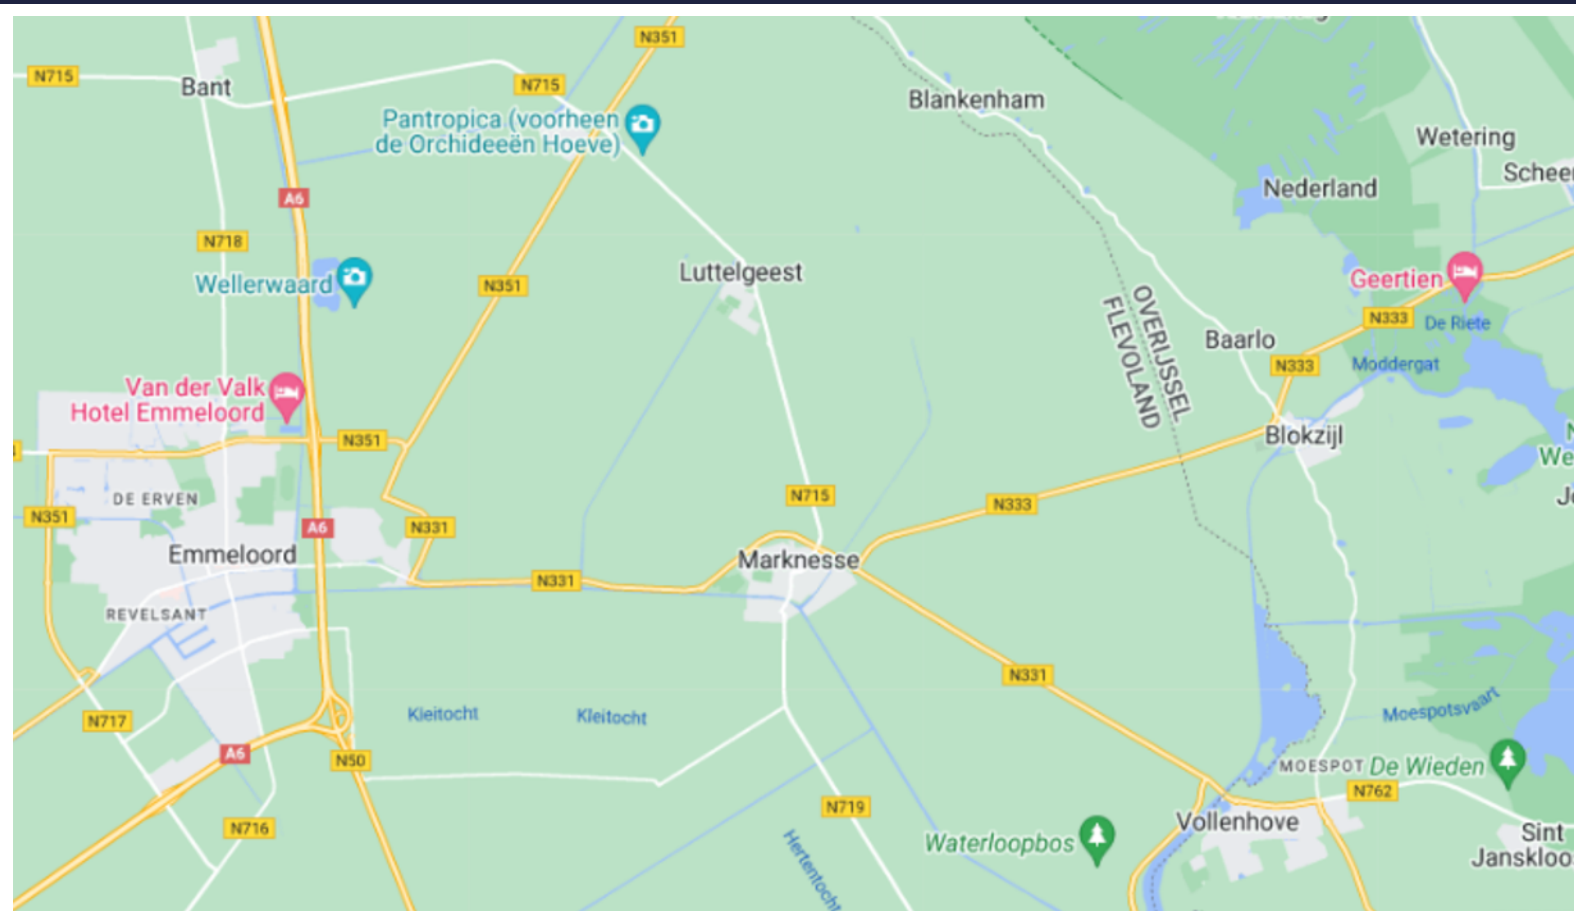 N351
N715
Bant
N715
Blankenham
Pantropica (voorheen
de Orchideeën Hoeve)
Wetering
Nederland
A6
N718
Luttelgeest
Wellerwaard
N351
Geertien
OVERIJSSEL
FLEVOLAND
N333
De Riete
Baarlo
N333
Moddergat
Van der Valk
Hotel Emmeloord
N351
Blokzijl
We
DE ERVEN
N715
N333
N351
A6
N331
Emmeloord
Marknesse
N331
REVELSANT
N331
Kleitocht
Kleitocht
Moespotsvaart
N717
A6
N50
MOESPOT
De Wieden
N762
N719
N716
Vollenhove
Waterloopbos
Hertentocht
Sint